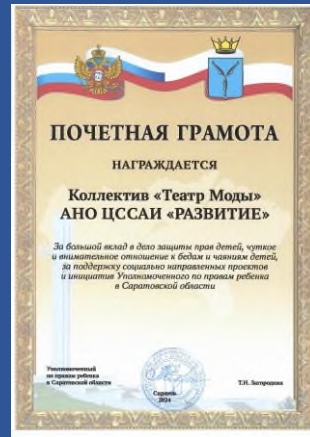 ПОЧЕТНАЯ ГРАМОТА
НАГРАЖДАЕТСЯ
Коллектив «Театр Моды»
АНО ЦССАИ «РАЗВИТИЕ»
За большой вклад в дело защиты прав детей, чуткое
и внимательное отношение к бедам и чаяниям детей,
за поддержку социально направленных проектов
и инициатив Уполномоченного по правам ребенка
в Саратовской области
Уполномоченный
по правам ребенка
в Саратовской области
Т.Н. Загородняя
Саратов
2024